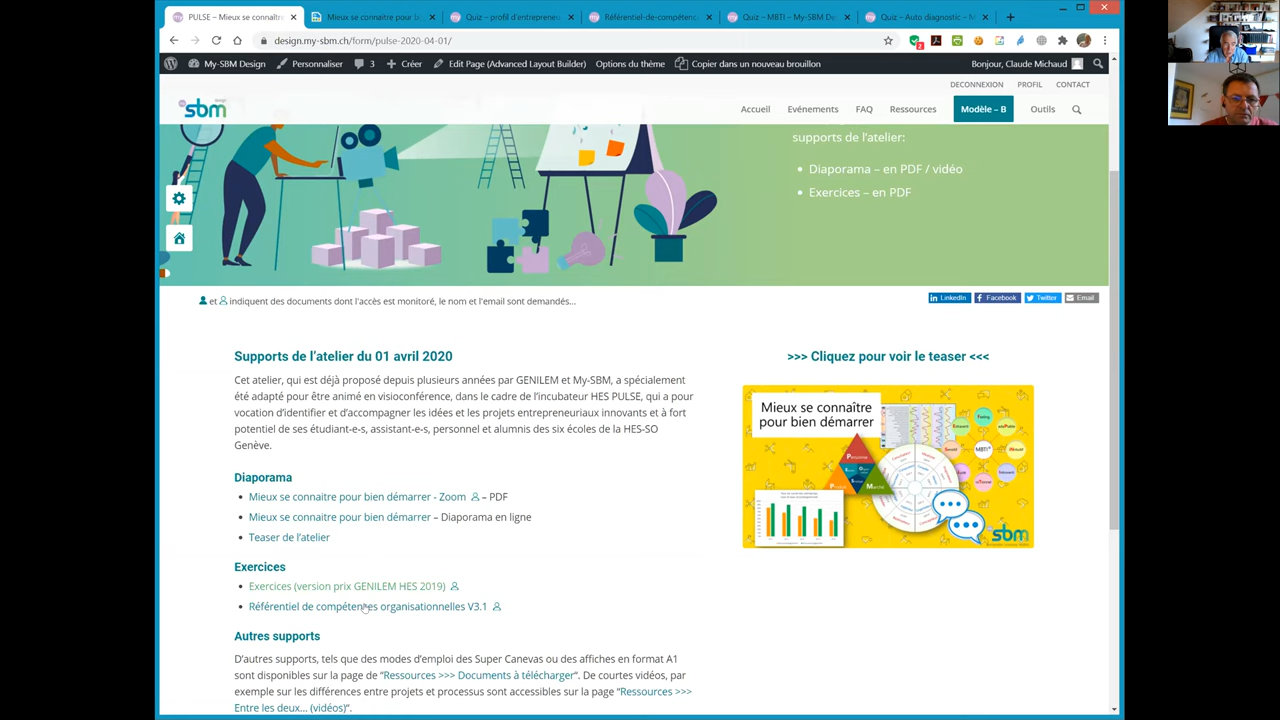 PULSE – Mieux se connaîtr
Mieux se connaitre pour b
Quiz – profil d'entrepreneu
Référentiel-de-compétenc
Quiz – MBTI – My-SBM De
Quiz – Auto diagnostic – M
design.my-sbm.ch/form/pulse-2020-04-01/
2
My-SBM Design
Personnaliser
3
Créer
Edit Page (Advanced Layout Builder)
Options du thème
Copier dans un nouveau brouillon
Bonjour, Claude Michaud
DECONNEXION
PROFIL
CONTACT
my sbm
Accueil
Evénements
FAQ
Ressources
Modèle – B
Outils
supports de l'atelier:
• Diaporama – en PDF / vidéo
• Exercices – en PDF
et indiquent des documents dont l'accès est monitoré, le nom et l'email sont demandés...
LinkedIn
Facebook
Twitter
Email
Supports de l'atelier du 01 avril 2020
Cet atelier, qui est déjà proposé depuis plusieurs années par GENILEM et My-SBM, a spécialement
été adapté pour être animé en visioconférence, dans le cadre de l'incubateur HES PULSE, qui a pour
vocation d'identifier et d'accompagner les idées et les projets entrepreneuriaux innovants et à fort
potentiel de ses étudiant-e-s, assistant-e-s, personnel et alumnis des six écoles de la HES-SO
Genève.
Diaporama
• Mieux se connaitre pour bien démarrer - Zoom – PDF
• Mieux se connaitre pour bien démarrer – Diaporama en ligne
• Teaser de l'atelier
Exercices
• Exercices (version prix GENILEM HES 2019)
• Référentiel de compétences organisationnelles V3.1
Autres supports
D'autres supports, tels que des modes d'emploi des Super Canevas ou des affiches en format A1
sont disponibles sur la page de “Ressources >>> Documents à télécharger“. De courtes vidéos, par
exemple sur les différences entre projets et processus sont accessibles sur la page “Ressources >>>
Entre les deux... (vidéos)“.
>>> Cliquez pour voir le teaser <<<
Mieux se connaître
pour bien démarrer
MBTI
Personne
Marché
sbm